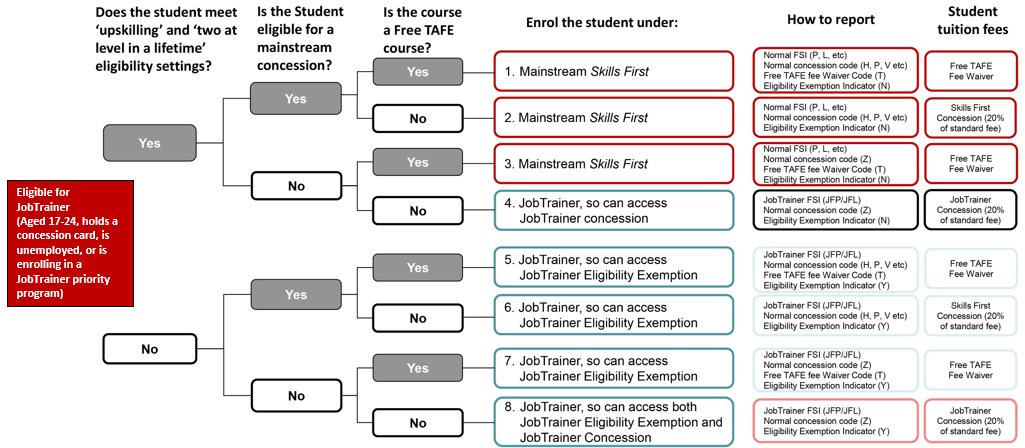 Does the student meet
'upskilling' and 'two at
level in a lifetime'
eligibility settings?
Is the Student
eligible for a
mainstream
concession?
Is the course
a Free TAFE
course?
Enrol the student under:
How to report
Student
tuition fees
Eligible for
JobTrainer
(Aged 17-24, holds a
concession card, is
unemployed, or is
enrolling in a
JobTrainer priority
program)
Yes
Yes
Yes
1. Mainstream Skills First
Normal FSI (P, L, etc)
Normal concession code (H, P, V etc)
Free TAFE fee Waiver Code (T)
Eligibility Exemption Indicator (N)
Free TAFE
Fee Waiver
No
2. Mainstream Skills First
Normal FSI (P, L, etc)
Normal concession code (H, P, V etc)
Eligibility Exemption Indicator (N)
Skills First
Concession (20%
of standard fee)
No
Yes
3. Mainstream Skills First
Normal FSI (P, L, etc)
Normal concession code (Z)
Free TAFE fee Waiver Code (T)
Eligibility Exemption Indicator (N)
Free TAFE
Fee Waiver
No
4. JobTrainer, so can access
JobTrainer concession
JobTrainer FSI (JFP/JFL)
Normal concession code (Z)
Eligibility Exemption Indicator (N)
JobTrainer
Concession (20%
of standard fee)
No
Yes
Yes
5. JobTrainer, so can access
JobTrainer Eligibility Exemption
JobTrainer FSI (JFP/JFL)
Normal concession code (H, P, V etc)
Free TAFE fee Waiver Code (T)
Eligibility Exemption Indicator (Y)
Free TAFE
Fee Waiver
No
6. JobTrainer, so can access
JobTrainer Eligibility Exemption
JobTrainer FSI (JFP/JFL)
Normal concession code (H, P, V etc)
Eligibility Exemption Indicator (Y)
Skills First
Concession (20%
of standard fee)
No
Yes
7. JobTrainer, so can access
JobTrainer Eligibility Exemption
JobTrainer FSI (JFP/JFL)
Normal concession code (Z)
Free TAFE fee Waiver Code (T)
Eligibility Exemption Indicator (Y)
Free TAFE
Fee Waiver
No
8. JobTrainer, so can access both
JobTrainer Eligibility Exemption and
JobTrainer Concession
JobTrainer FSI (JFP/JFL)
Normal concession code (Z)
Eligibility Exemption Indicator (Y)
JobTrainer
Concession (20%
of standard fee)